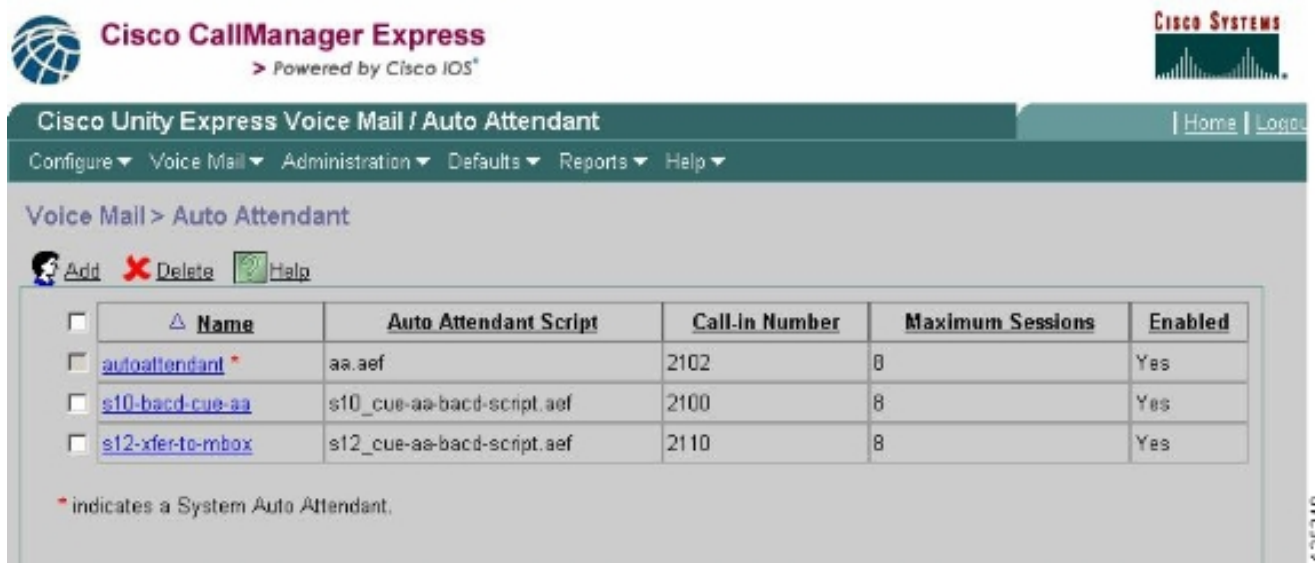 Cisco CallManager Express
> Powered by Cisco IOS®
CISCO SYSTEMS
Cisco Unity Express Voice Mail / Auto Attendant
| Home | Logou
Configure Voice Mail Administration Defaults Reports Help
Voice Mail > Auto Attendant
Add Delete Help
Name Auto Attendant Script Call-in Number Maximum Sessions Enabled
autoattendant * aa.aef 2102 8 Yes
s10-bacd-cue-aa s10_cue-aa-bacd-script.aef 2100 8 Yes
s12-xfer-to-mbox s12_cue-aa-bacd-script.aef 2110 8 Yes
* indicates a System Auto Attendant.